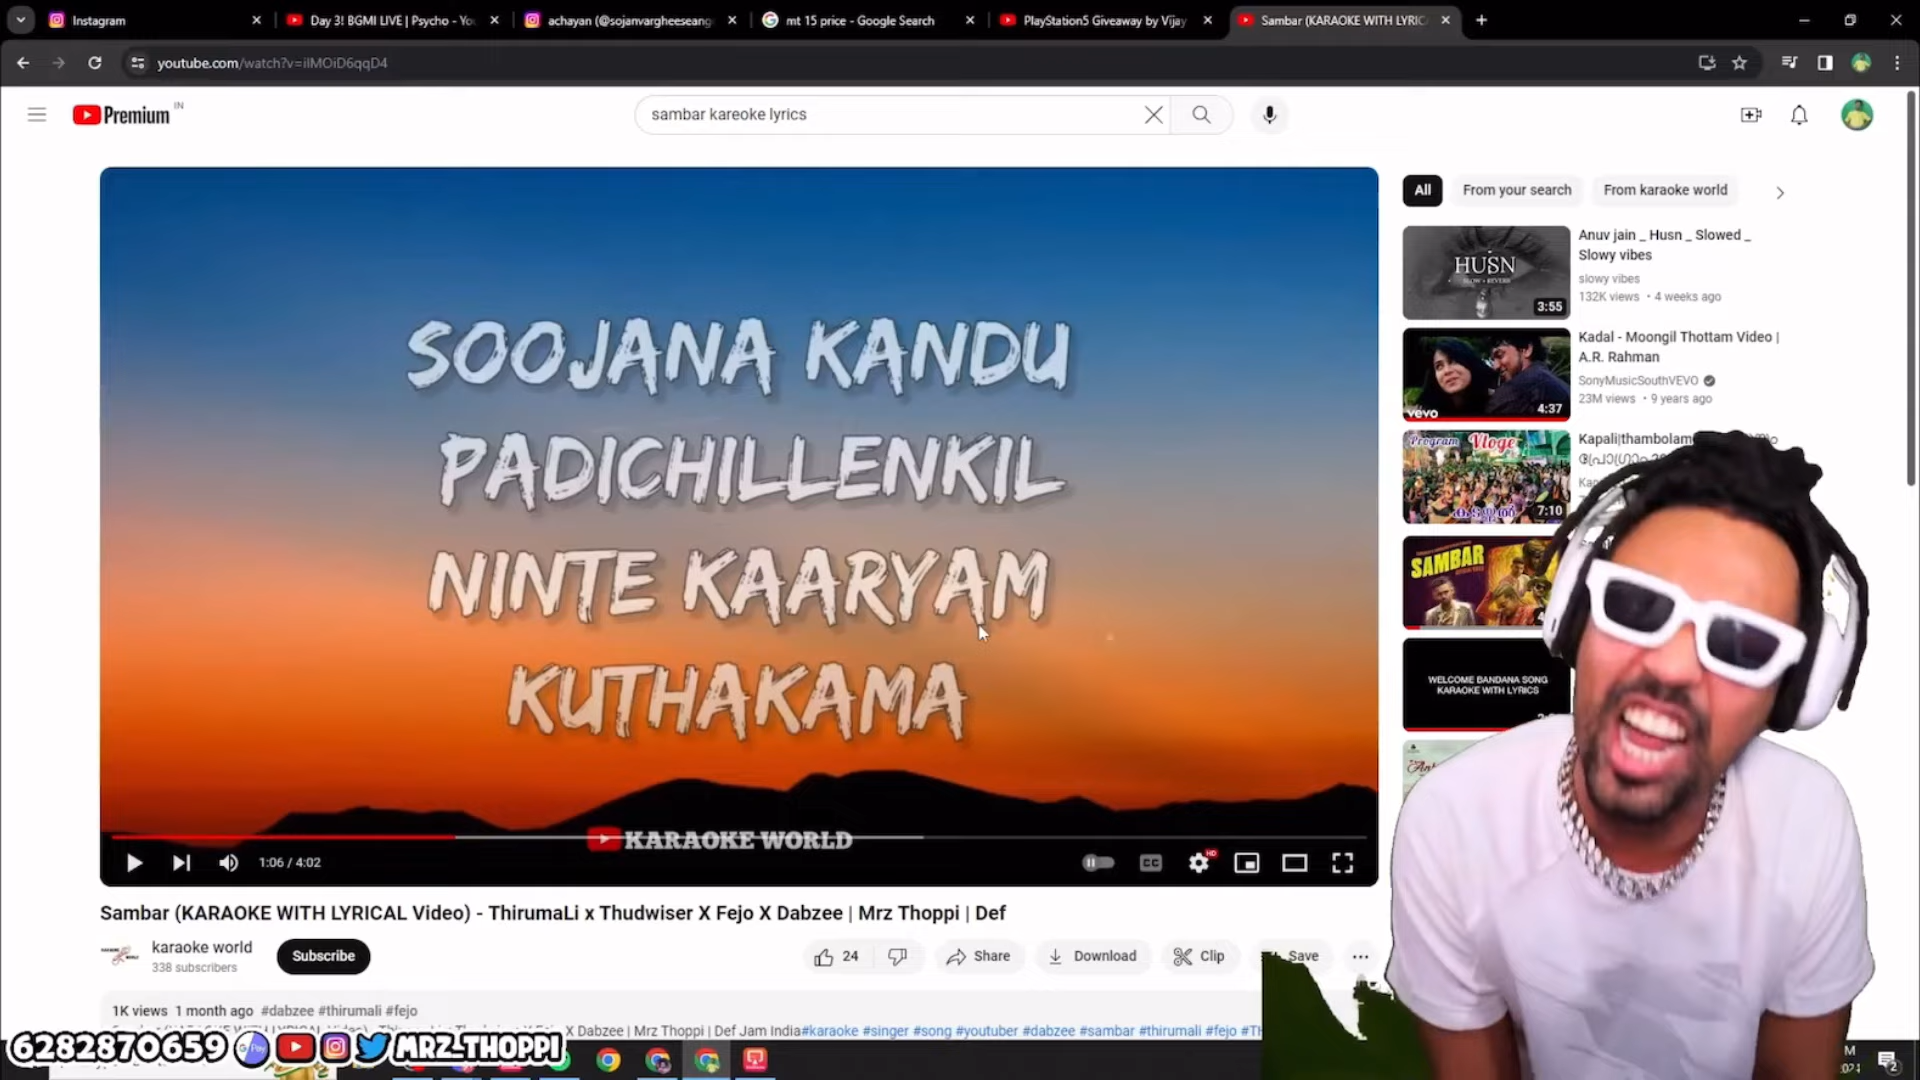 Instagram
Day 3! BGMI LIVE | Psycho - Yo
achayan (@sojanvargheeseang
mt 15 price - Google Search
PlayStation5 Giveaway by Vijay
Sambar (KARAOKE WITH LYRIC
youtube.com/watch?v=ilMOiD6qqD4
Premium IN
sambar kareoke lyrics
SOOJANA KANDU
PADICHILLENKIL
NINTE KAARYAM
KUTHAKAMA
KARAOKE WORLD
1:06 / 4:02
CC
HD
Sambar (KARAOKE WITH LYRICAL Video) - ThirumaLi x Thudwiser X Fejo X Dabzee | Mrz Thoppi | Def
karaoke world
338 subscribers
Subscribe
24
Share
Download
Clip
Save
1K views 1 month ago #dabzee #thirumali #fejo
X Dabzee | Mrz Thoppi | Def Jam India#karaoke #singer #song #youtuber #dabzee #sambar #thirumali #fejo
All
From your search
From karaoke world
HUSN
3:55
Anuv jain _ Husn _ Slowed _
Slowy vibes
slowy vibes
132K views • 4 weeks ago
vevo
4:37
Kadal - Moongil Thottam Video |
A.R. Rahman
SonyMusicSouthVEVO
23M views • 9 years ago
Program Vloge
7:10
SAMBAR
WELCOME BANDANA SONG
KARAOKE WITH LYRICS
6282870659
Pay
MRZ_THOPPI
2